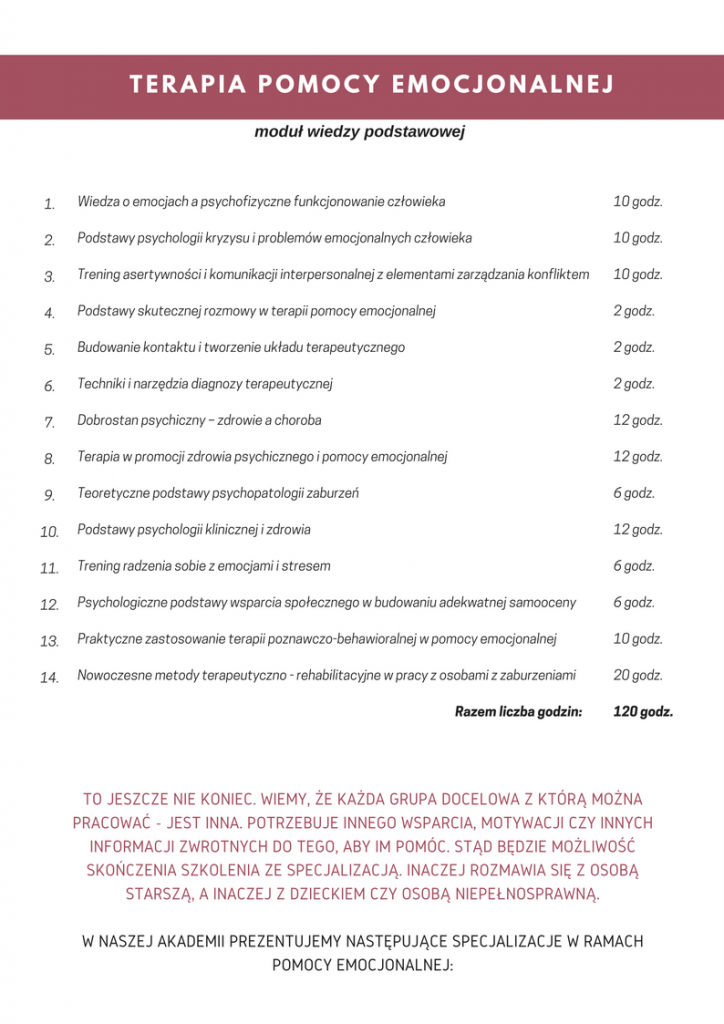 TERAPIA POMOCY EMOCJONALNEJ
moduł wiedzy podstawowej
1. Wiedza o emocjach a psychofizyczne funkcjonowanie człowieka 10 godz.
2. Podstawy psychologii kryzysu i problemów emocjonalnych człowieka 10 godz.
3. Trening asertywności i komunikacji interpersonalnej z elementami zarządzania konfliktem 10 godz.
4. Podstawy skutecznej rozmowy w terapii pomocy emocjonalnej 2 godz.
5. Budowanie kontaktu i tworzenie układu terapeutycznego 2 godz.
6. Techniki i narzędzia diagnozy terapeutycznej 2 godz.
7. Dobrostan psychiczny – zdrowie a choroba 12 godz.
8. Terapia w promocji zdrowia psychicznego i pomocy emocjonalnej 12 godz.
9. Teoretyczne podstawy psychopatologii zaburzeń 6 godz.
10. Podstawy psychologii klinicznej i zdrowia 12 godz.
11. Trening radzenia sobie z emocjami i stresem 6 godz.
12. Psychologiczne podstawy wsparcia społecznego w budowaniu adekwatnej samooceny 6 godz.
13. Praktyczne zastosowanie terapii poznawczo-behawioralnej w pomocy emocjonalnej 10 godz.
14. Nowoczesne metody terapeutyczno - rehabilitacyjne w pracy z osobami z zaburzeniami 20 godz.
Razem liczba godzin: 120 godz.
TO JESZCZE NIE KONIEC. WIEMY, ŻE KAŻDA GRUPA DOCELOWA Z KTÓRĄ MOŻNA
PRACOWAĆ - JEST INNA. POTRZEBUJE INNEGO WSPARCIA, MOTYWACJI CZY INNYCH
INFORMACJI ZWROTNYCH DO TEGO, ABY IM POMÓC. STĄD BĘDZIE MOŻLIWOŚĆ
SKOŃCZENIA SZKOLENIA ZE SPECJALIZACJĄ. INACZEJ ROZMAWIA SIĘ Z OSOBĄ
STARSZĄ, A INACZEJ Z DZIECKIEM CZY OSOBĄ NIEPEŁNOSPRAWNĄ.
W NASZEJ AKADEMII PREZENTUJEMY NASTĘPUJĄCE SPECJALIZACJE W RAMACH
POMOCY EMOCJONALNEJ: